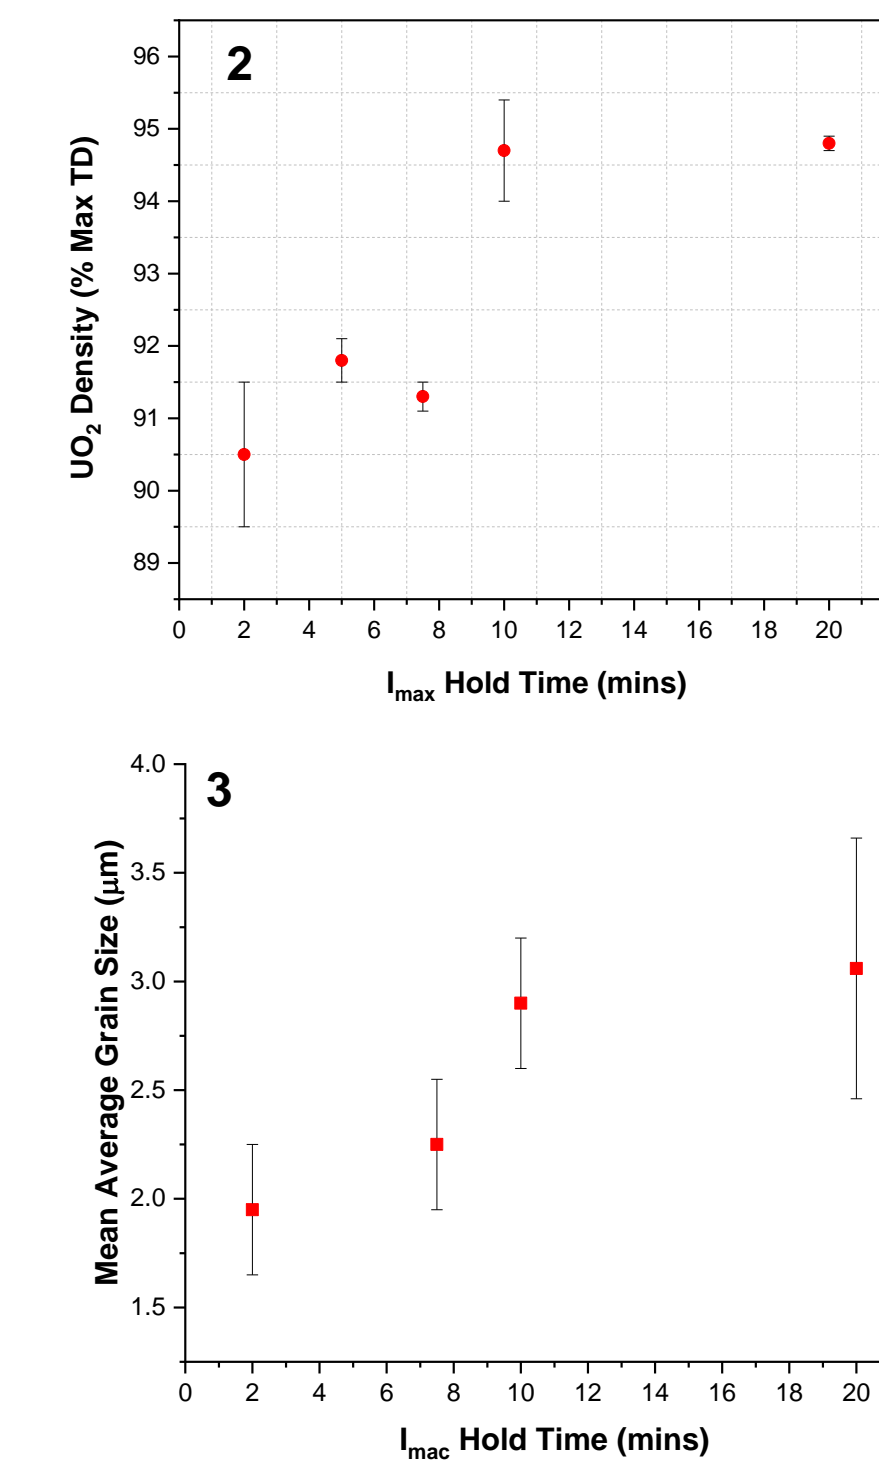 2
96
95
94
93
92
91
90
89
UO2 Density (% Max TD)
0 2 4 6 8 10 12 14 16 18 20
Imax Hold Time (mins)
3
4.0
3.5
3.0
2.5
2.0
1.5
Mean Average Grain Size (μm)
0 2 4 6 8 10 12 14 16 18 20
Imac Hold Time (mins)